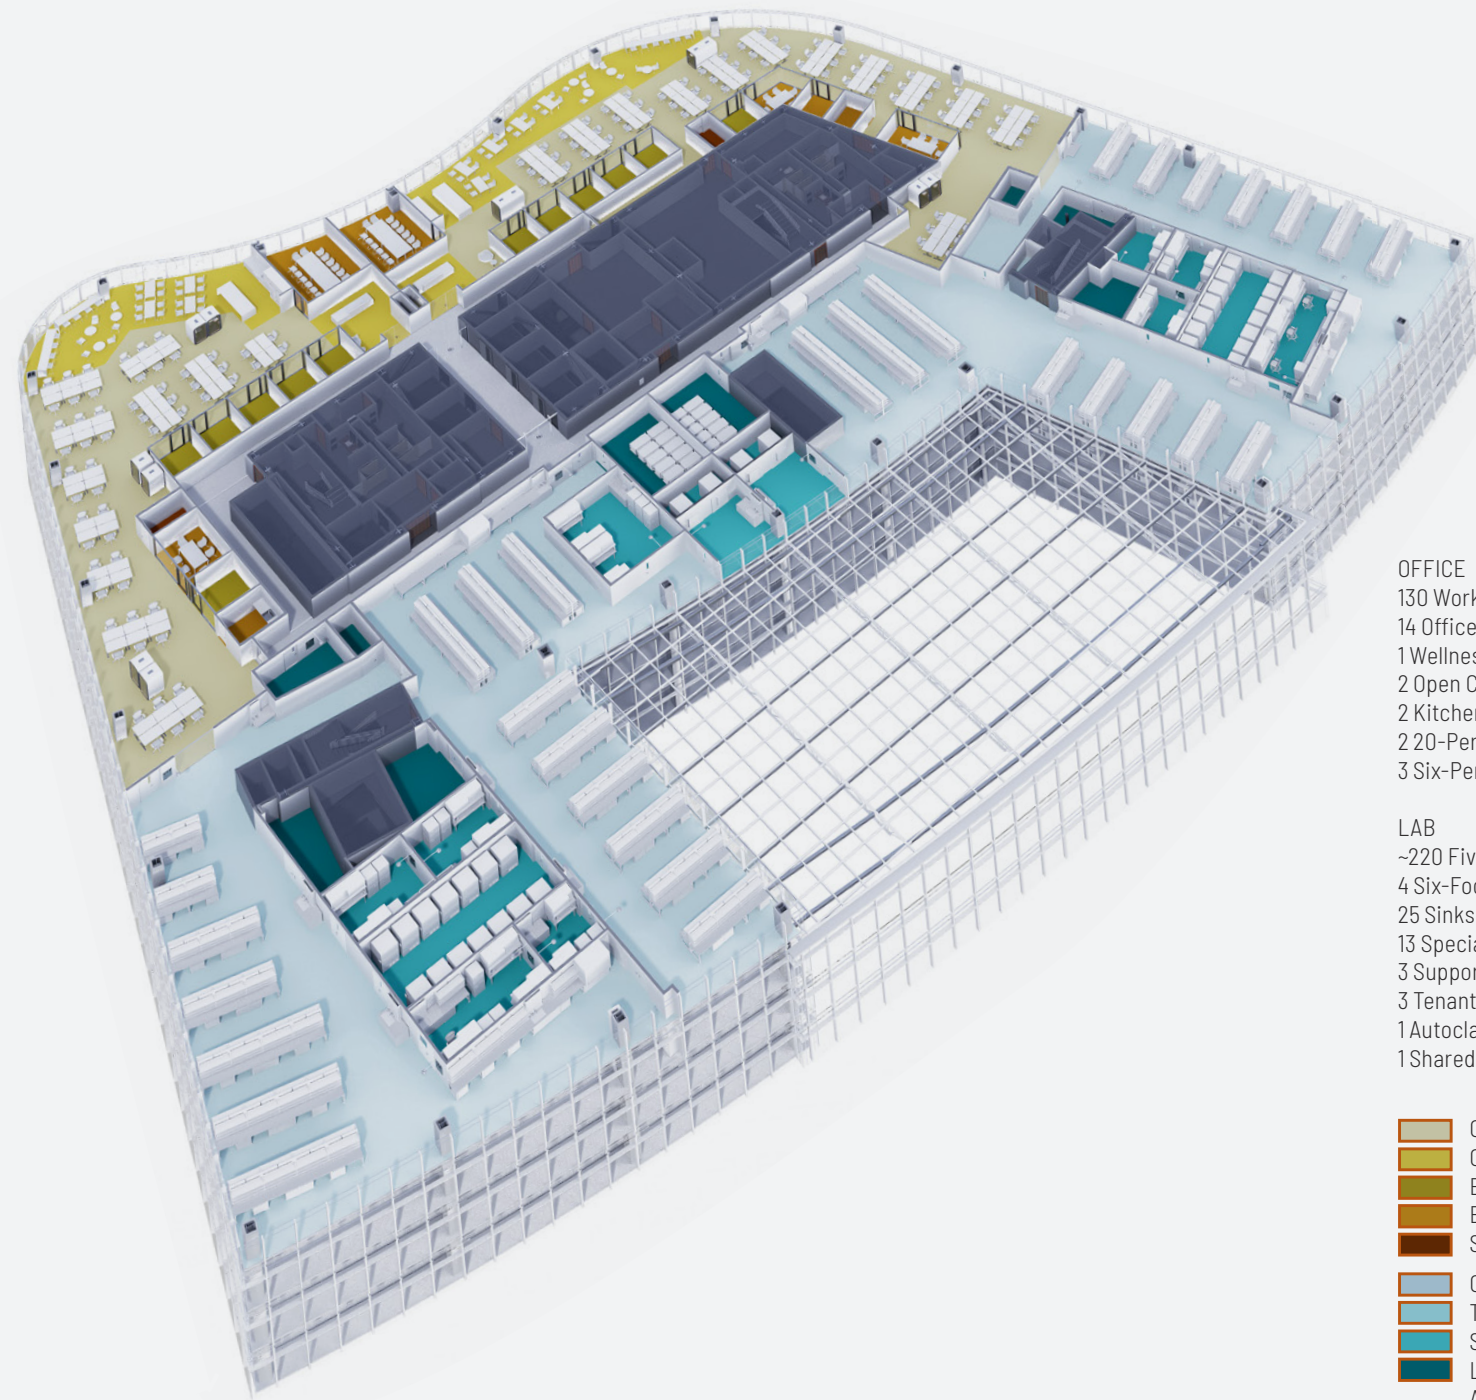 OFFICE
130 Work
14 Office
1 Wellnes
2 Open C
2 Kitchen
2 20-Per
3 Six-Per
LAB
~220 Fiv
4 Six-Foo
25 Sinks
13 Specia
3 Suppor
3 Tenant
1 Autocla
1 Shared
E
E
S
T
S
L